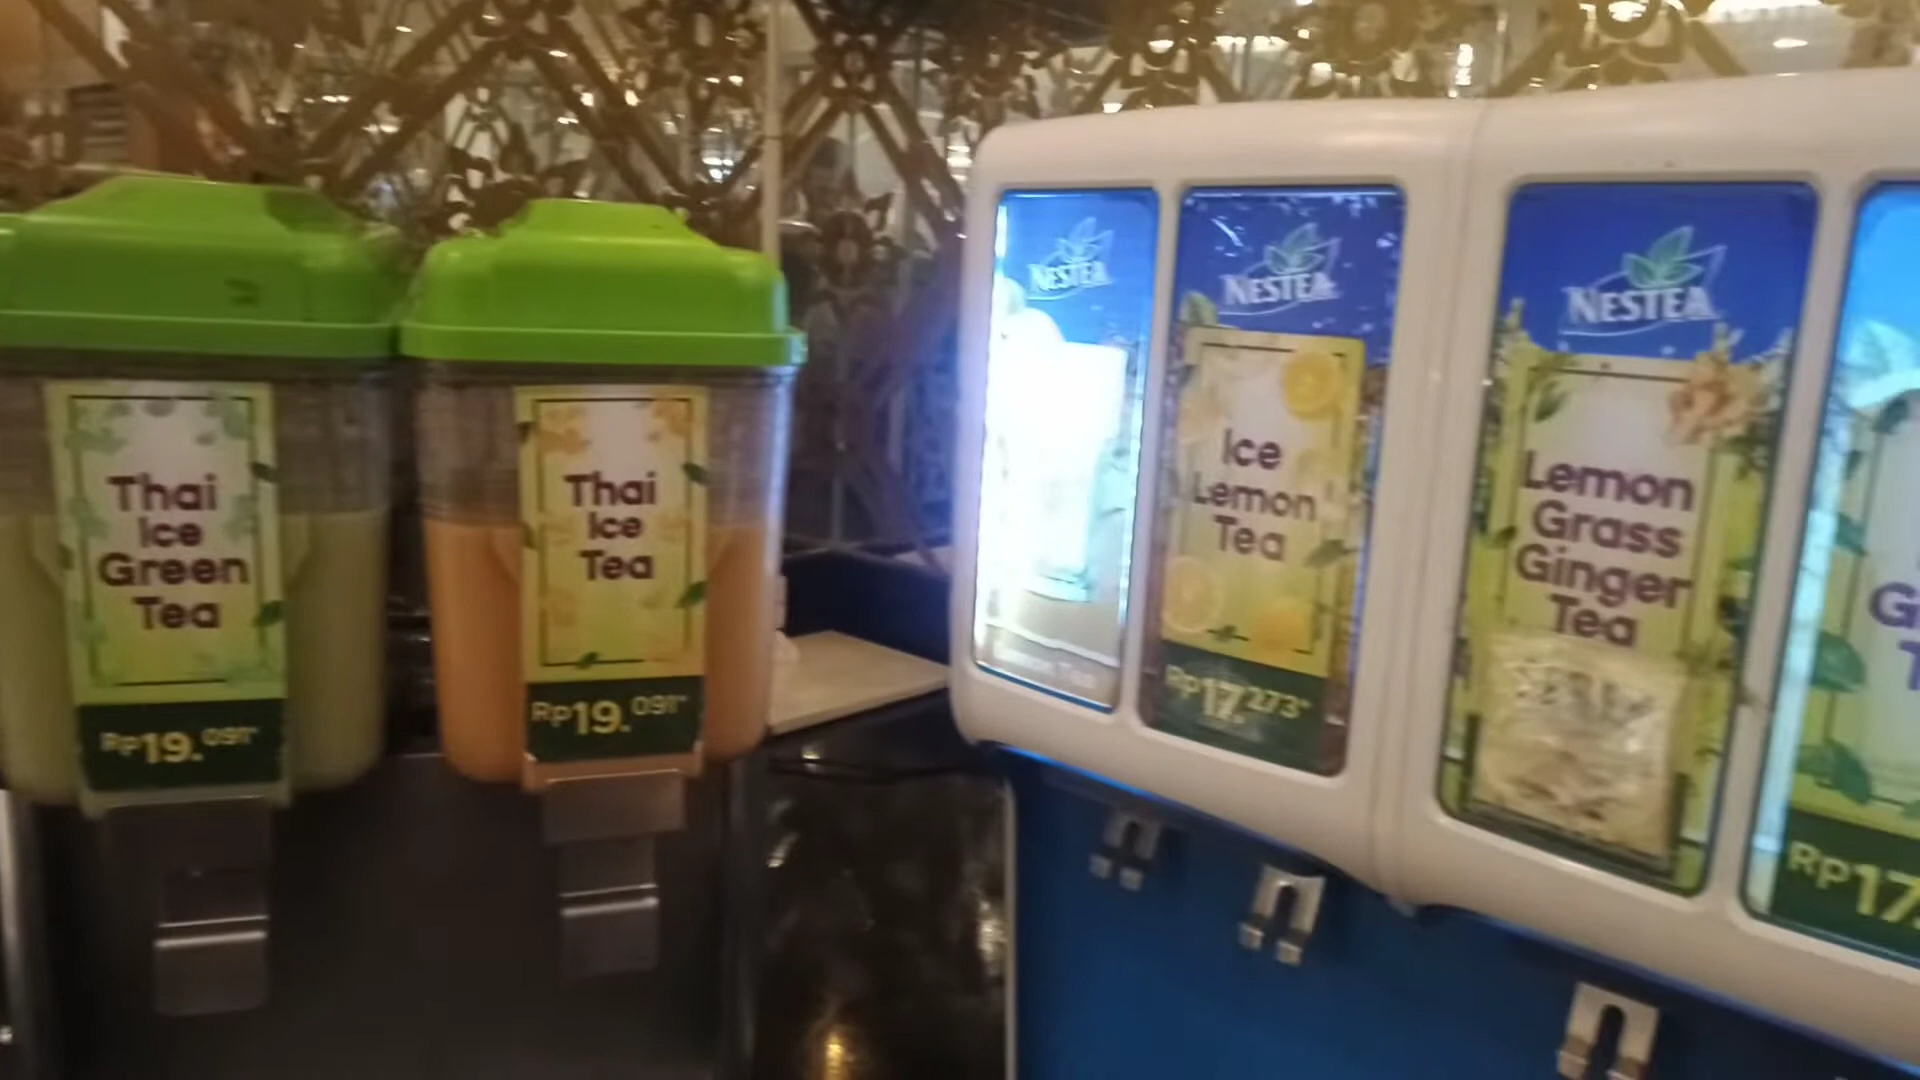 Thai
Ice
Green
Tea
Rp19.091*
Thai
Ice
Tea
Rp19.091*
NESTEA
NESTEA
Ice
Lemon
Tea
Rp17.273*
NESTEA
Lemon
Grass
Ginger
Tea
Rp17.